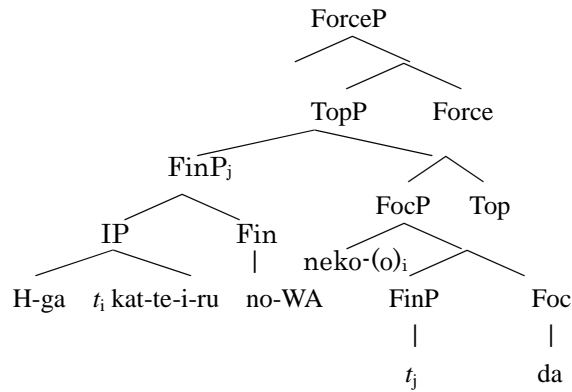 ForceP
TopP Force
FinPj
FocP Top
IP Fin
neko-(o)i
H-ga ti kat-te-i-ru no-WA FinP Foc
tj da